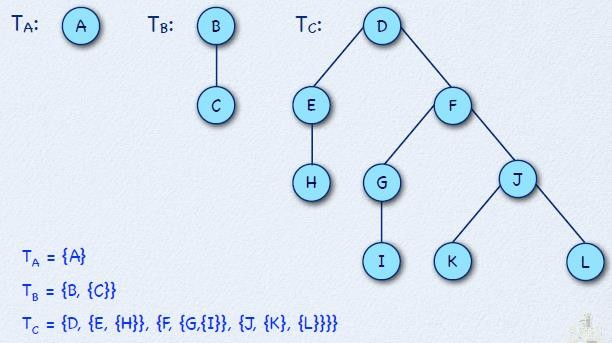 TA: A TB: B TC: D
C E F
H G J
I K L
TA = {A}
TB = {B, {C}}
TC = {D, {E, {H}}, {F, {G,{I}}, {J, {K}, {L}}}}